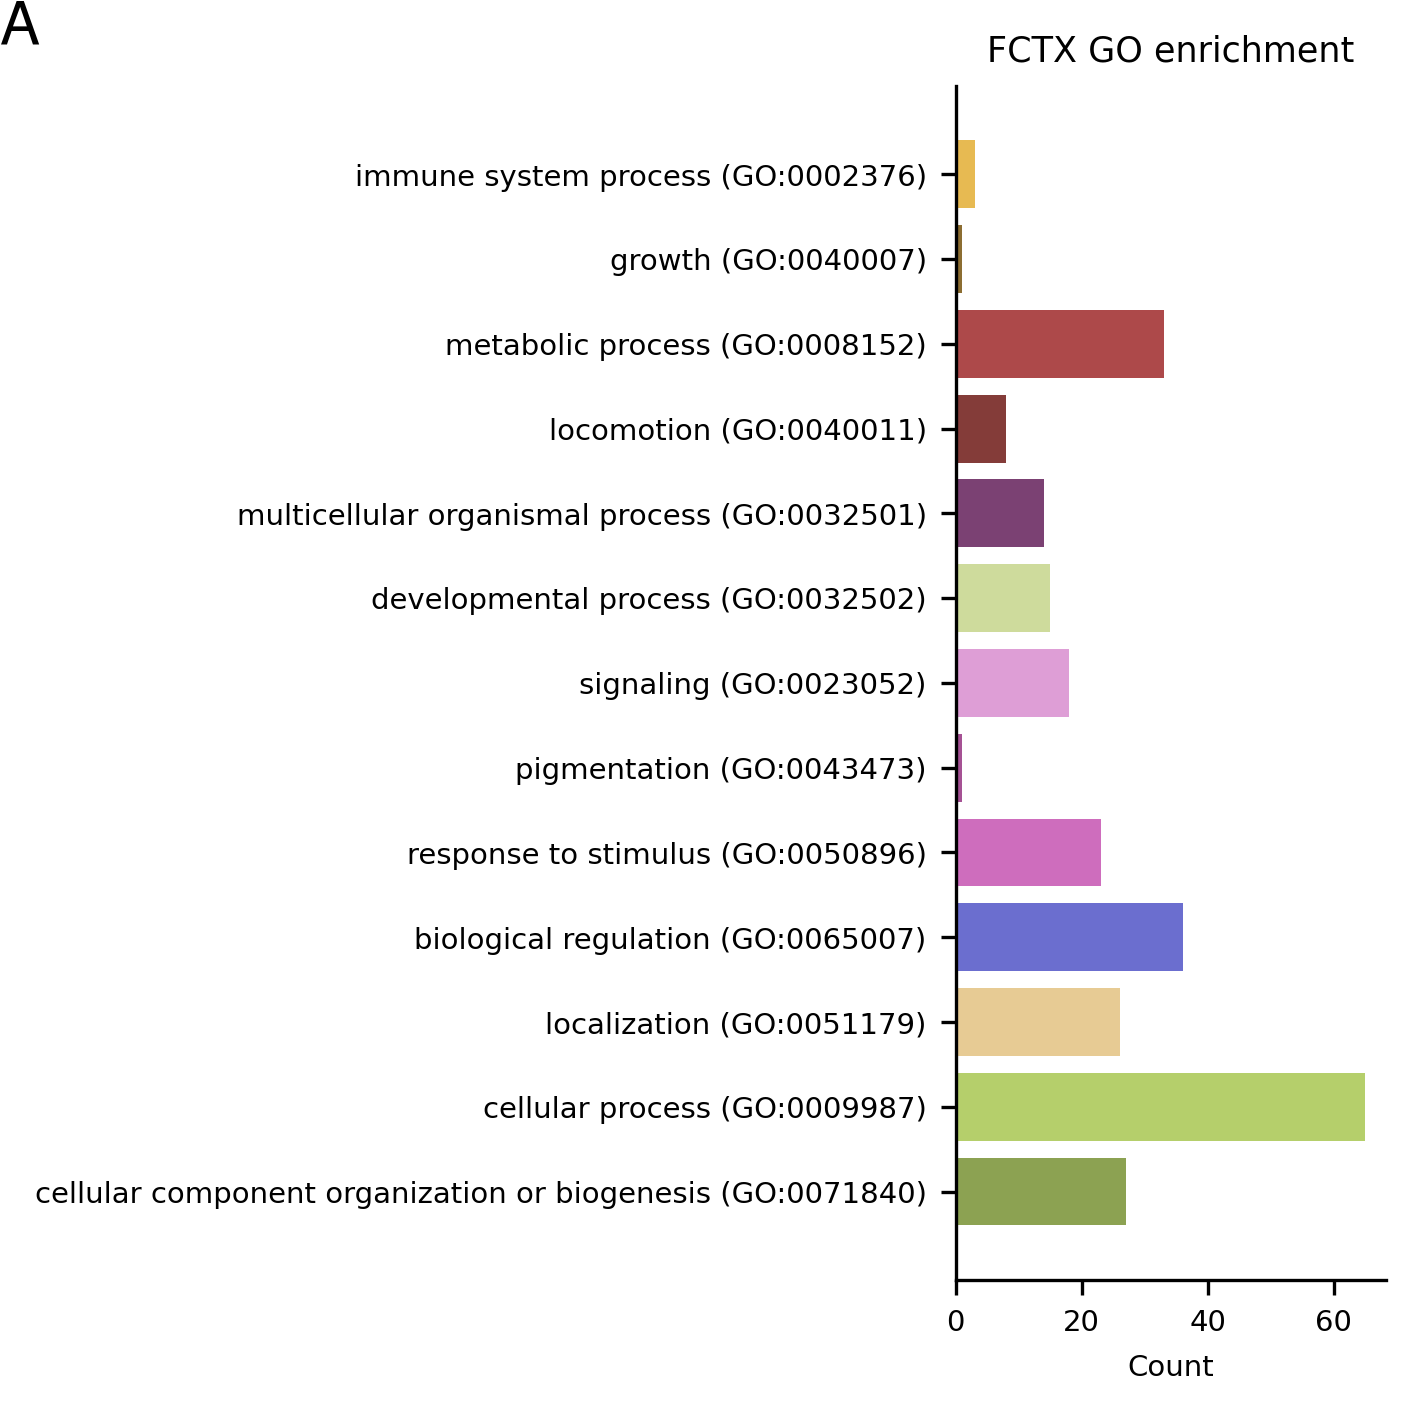 A
FCTX GO enrichment
immune system process (GO:0002376)
growth (GO:0040007)
metabolic process (GO:0008152)
locomotion (GO:0040011)
multicellular organismal process (GO:0032501)
developmental process (GO:0032502)
signaling (GO:0023052)
pigmentation (GO:0043473)
response to stimulus (GO:0050896)
biological regulation (GO:0065007)
localization (GO:0051179)
cellular process (GO:0009987)
cellular component organization or biogenesis (GO:0071840)
0 20 40 60
Count